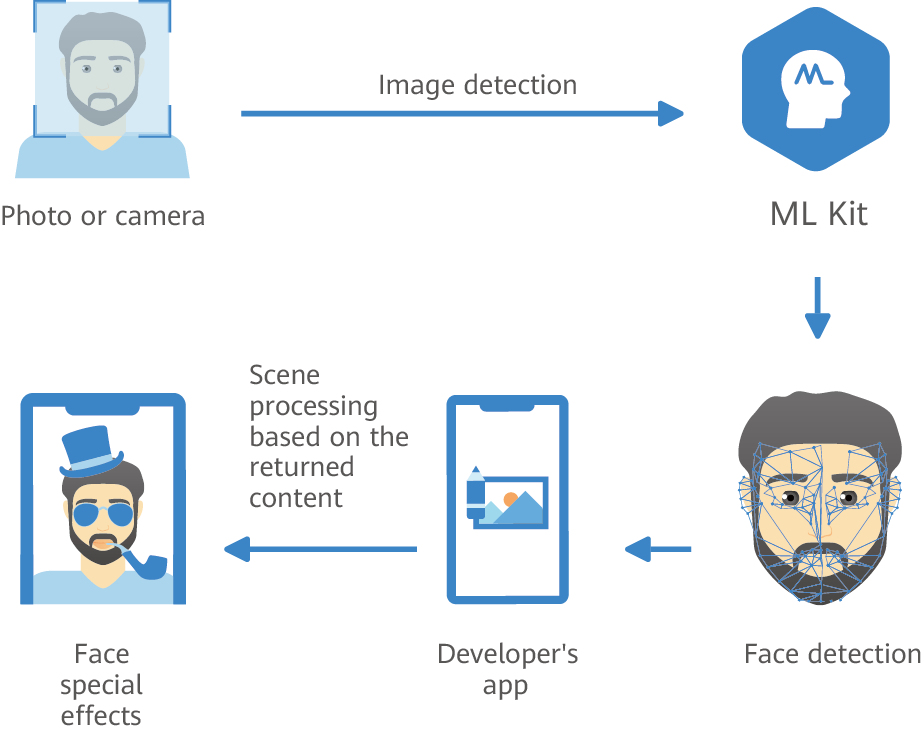 Image detection
Photo or camera
ML Kit
Scene
processing
based on the
returned
content
Face
special
effects
Developer's
app
Face detection